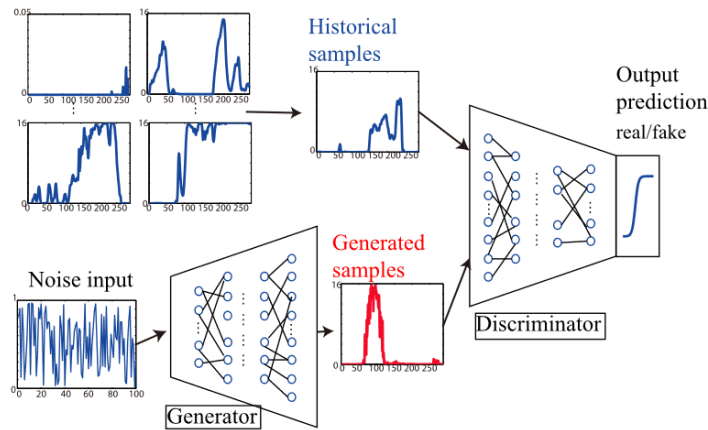 0.05
0
0 50 100 150 200 250
16
0 50 100 150 200 250
16
0
0 50 100 150 200 250
16
0
0 50 100 150 200 250
Historical
samples
16
0
0 50 100 150 200 250
Output
prediction
real/fake
Noise input
1
0
0 20 40 60 80 100
Generator
Generated
samples
16
0
0 50 100 150 200 250
Discriminator